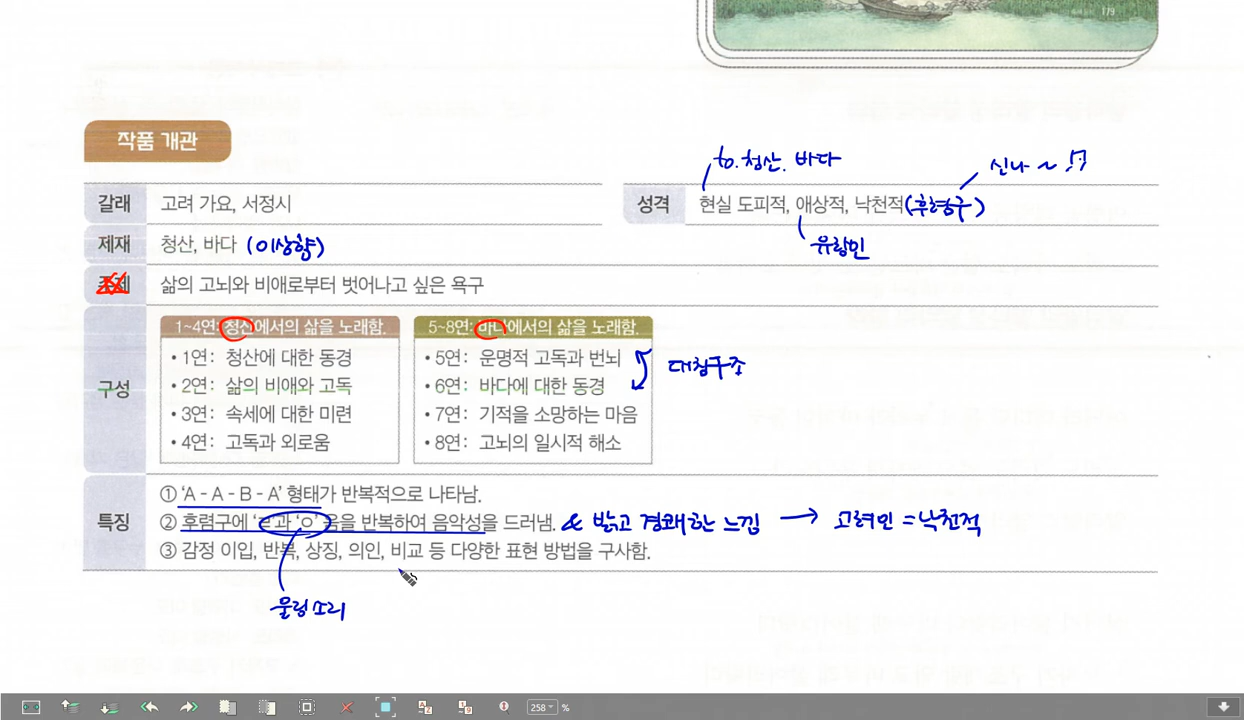 179
작품 개관
to. 청산. 바다
신나~
갈래 고려 가요, 서정시
성격 현실 도피적, 애상적, 낙천적(후렴구)
제재 청산, 바다 (이상향)
유랑민
주제 삶의 고뇌와 비애로부터 벗어나고 싶은 욕구
구성
1~4연: 청산에서의 삶을 노래함.
• 1연: 청산에 대한 동경
• 2연: 삶의 비애와 고독
• 3연: 속세에 대한 미련
• 4연: 고독과 외로움
5~8연: 바다에서의 삶을 노래함.
• 5연: 운명적 고독과 번뇌
• 6연: 바다에 대한 동경
• 7연: 기적을 소망하는 마음
• 8연: 고뇌의 일시적 해소
대칭구조
특징
① 'A - A - B - A' 형태가 반복적으로 나타남.
② 후렴구에 'ㄹ'과 'ㅇ' 음을 반복하여 음악성을 드러냄. & 밝고 경쾌한 느낌 → 고려인 = 낙천적
③ 감정 이입, 반복, 상징, 의인, 비교 등 다양한 표현 방법을 구사함.
울림소리
258 %